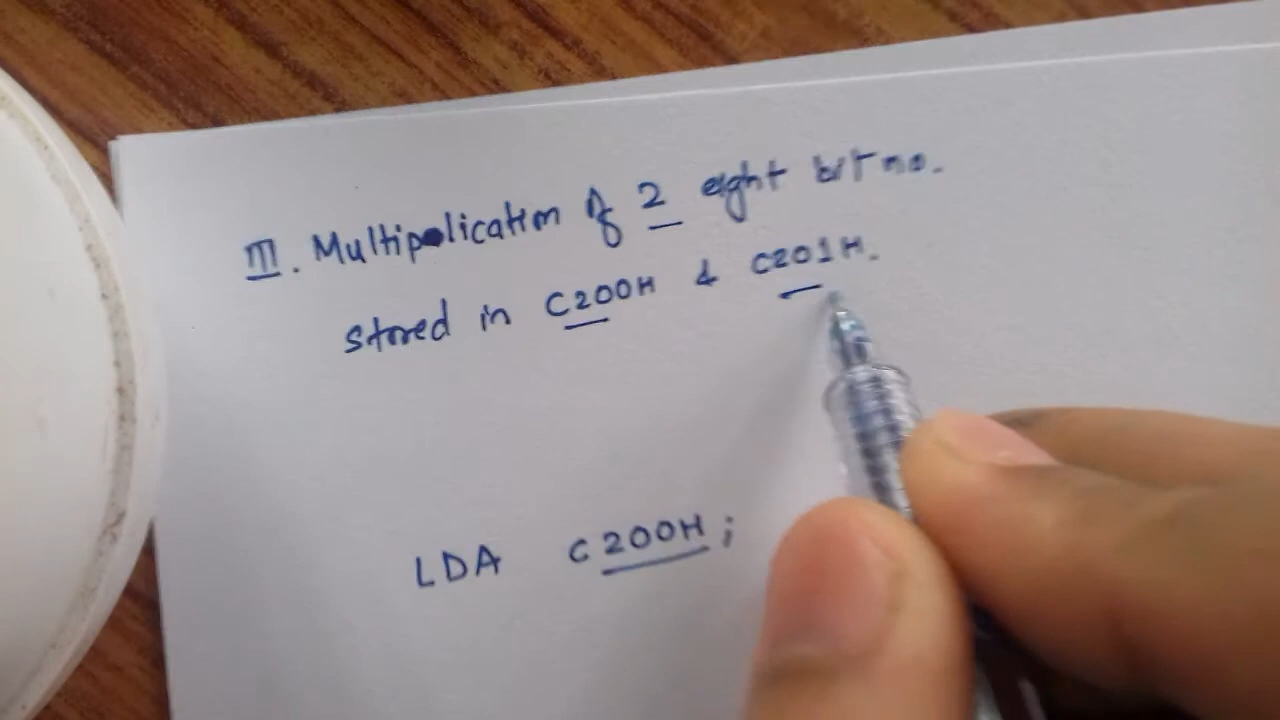 III. Multipolication of 2 eight bit no.
stored in C200H & C201H.
LDA C200H;